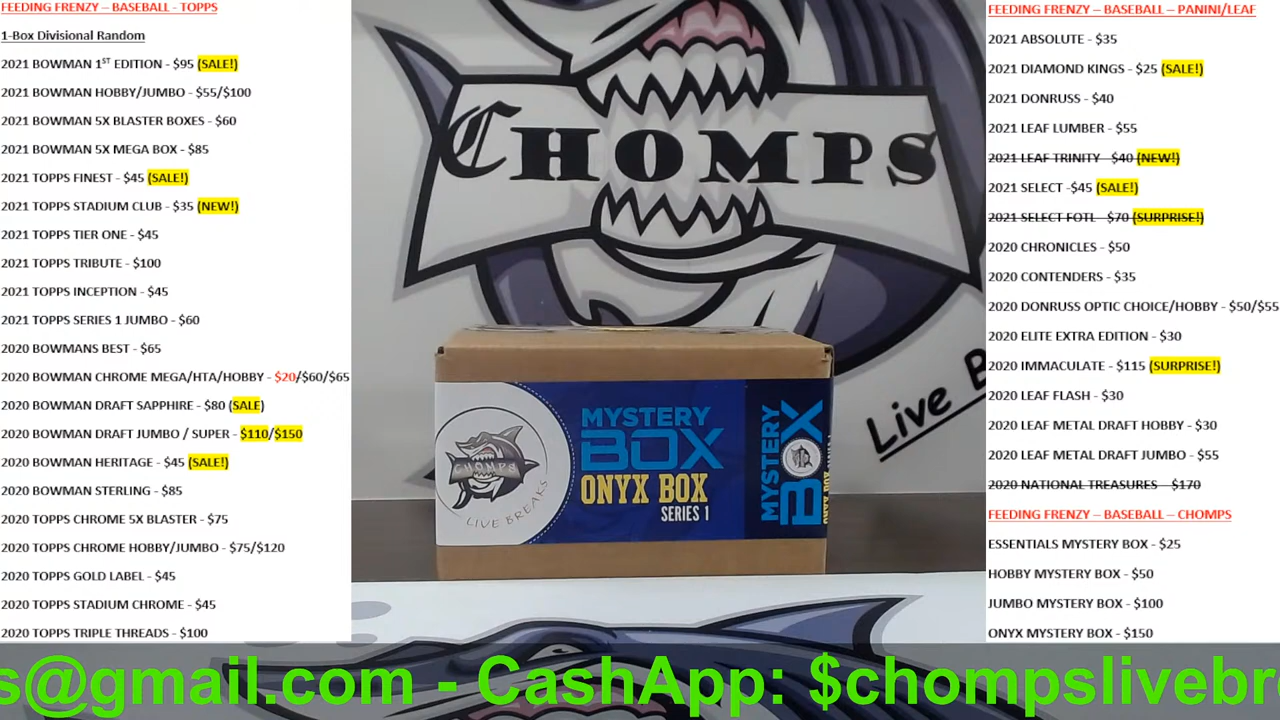 FEEDING FRENZY – BASEBALL - TOPPS
1-Box Divisional Random
2021 BOWMAN 1ST EDITION - $95 (SALE!)
2021 BOWMAN HOBBY/JUMBO - $55/$100
2021 BOWMAN 5X BLASTER BOXES - $60
2021 BOWMAN 5X MEGA BOX - $85
2021 TOPPS FINEST - $45 (SALE!)
2021 TOPPS STADIUM CLUB - $35 (NEW!)
2021 TOPPS TIER ONE - $45
2021 TOPPS TRIBUTE - $100
2021 TOPPS INCEPTION - $45
2021 TOPPS SERIES 1 JUMBO - $60
2020 BOWMANS BEST - $65
2020 BOWMAN CHROME MEGA/HTA/HOBBY - $20/$60/$65
2020 BOWMAN DRAFT SAPPHIRE - $80 (SALE)
2020 BOWMAN DRAFT JUMBO / SUPER - $110/$150
2020 BOWMAN HERITAGE - $45 (SALE!)
2020 BOWMAN STERLING - $85
2020 TOPPS CHROME 5X BLASTER - $75
2020 TOPPS CHROME HOBBY/JUMBO - $75/$120
2020 TOPPS GOLD LABEL - $45
2020 TOPPS STADIUM CHROME - $45
2020 TOPPS TRIPLE THREADS - $100
CHOMPS
Live B
CHOMPS
LIVE BREAKS
MYSTERY
BOX
ONYX BOX
SERIES 1
MYSTERY
BOX
FEEDING FRENZY – BASEBALL – PANINI/LEAF
2021 ABSOLUTE - $35
2021 DIAMOND KINGS - $25 (SALE!)
2021 DONRUSS - $40
2021 LEAF LUMBER - $55
2021 LEAF TRINITY - $40 (NEW!)
2021 SELECT -$45 (SALE!)
2021 SELECT FOTL - $70 (SURPRISE!)
2020 CHRONICLES - $50
2020 CONTENDERS - $35
2020 DONRUSS OPTIC CHOICE/HOBBY - $50/$55
2020 ELITE EXTRA EDITION - $30
2020 IMMACULATE - $115 (SURPRISE!)
2020 LEAF FLASH - $30
2020 LEAF METAL DRAFT HOBBY - $30
2020 LEAF METAL DRAFT JUMBO - $55
2020 NATIONAL TREASURES - $170
FEEDING FRENZY – BASEBALL – CHOMPS
ESSENTIALS MYSTERY BOX - $25
HOBBY MYSTERY BOX - $50
JUMBO MYSTERY BOX - $100
ONYX MYSTERY BOX - $150
s@gmail.com - CashApp: $chompslivebr